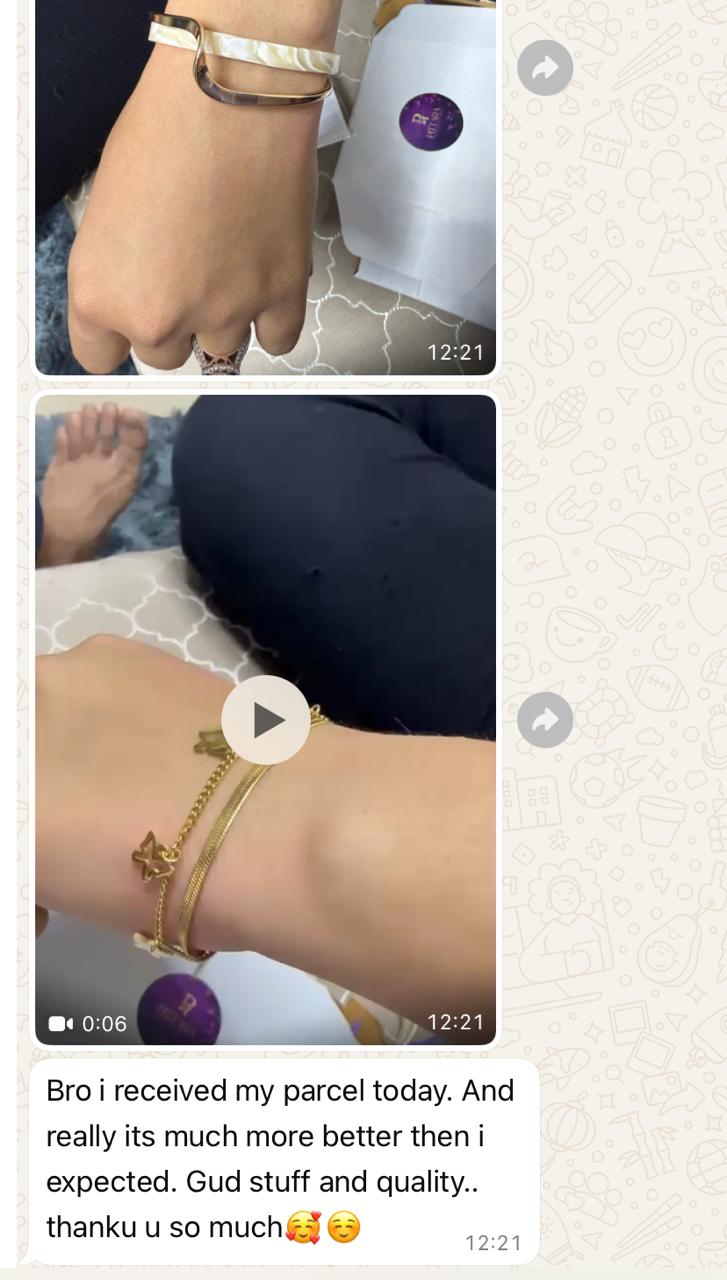 12:21
0:06
12:21
Bro i received my parcel today. And
really its much more better then i
expected. Gud stuff and quality..
thanku u so much🥰☺️
12:21